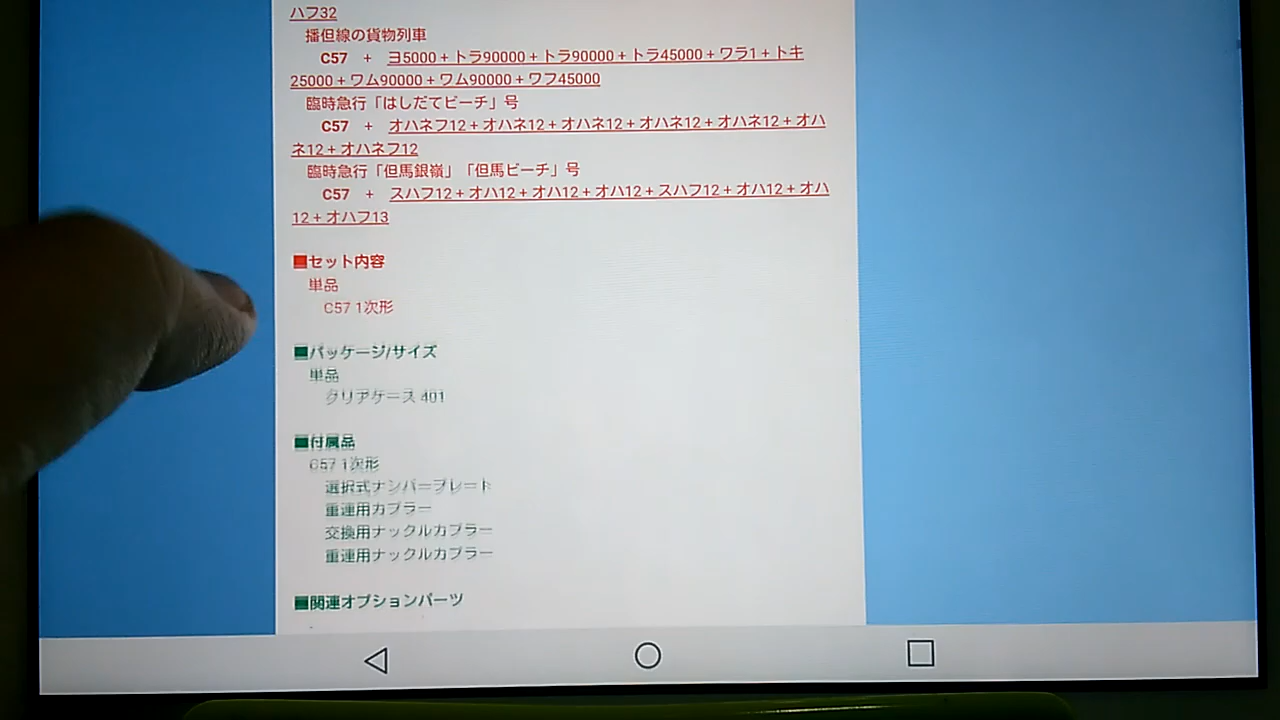 ハフ32
播但線の貨物列車
C57 + ヨ5000+トラ90000+トラ90000+トラ45000+ワラ1+トキ
25000+ワム90000+ワム90000+ワフ45000
臨時急行「はしだてビーチ」号
C57 + オハネフ12+オハネ12+オハネ12+オハネ12+オハネ12+オハ
ネ12+オハネフ12
臨時急行「但馬銀嶺」「但馬ビーチ」号
C57 + スハフ12+オハ12+オハ12+オハ12+スハフ12+オハ12+オハ
12+オハフ13
■セット内容
単品
C57 1次形
■パッケージ/サイズ
単品
クリアケース 401
■付属品
C57 1次形
選択式ナンバープレート
重連用カプラー
交換用ナックルカプラー
重連用ナックルカプラー
■関連オプションパーツ